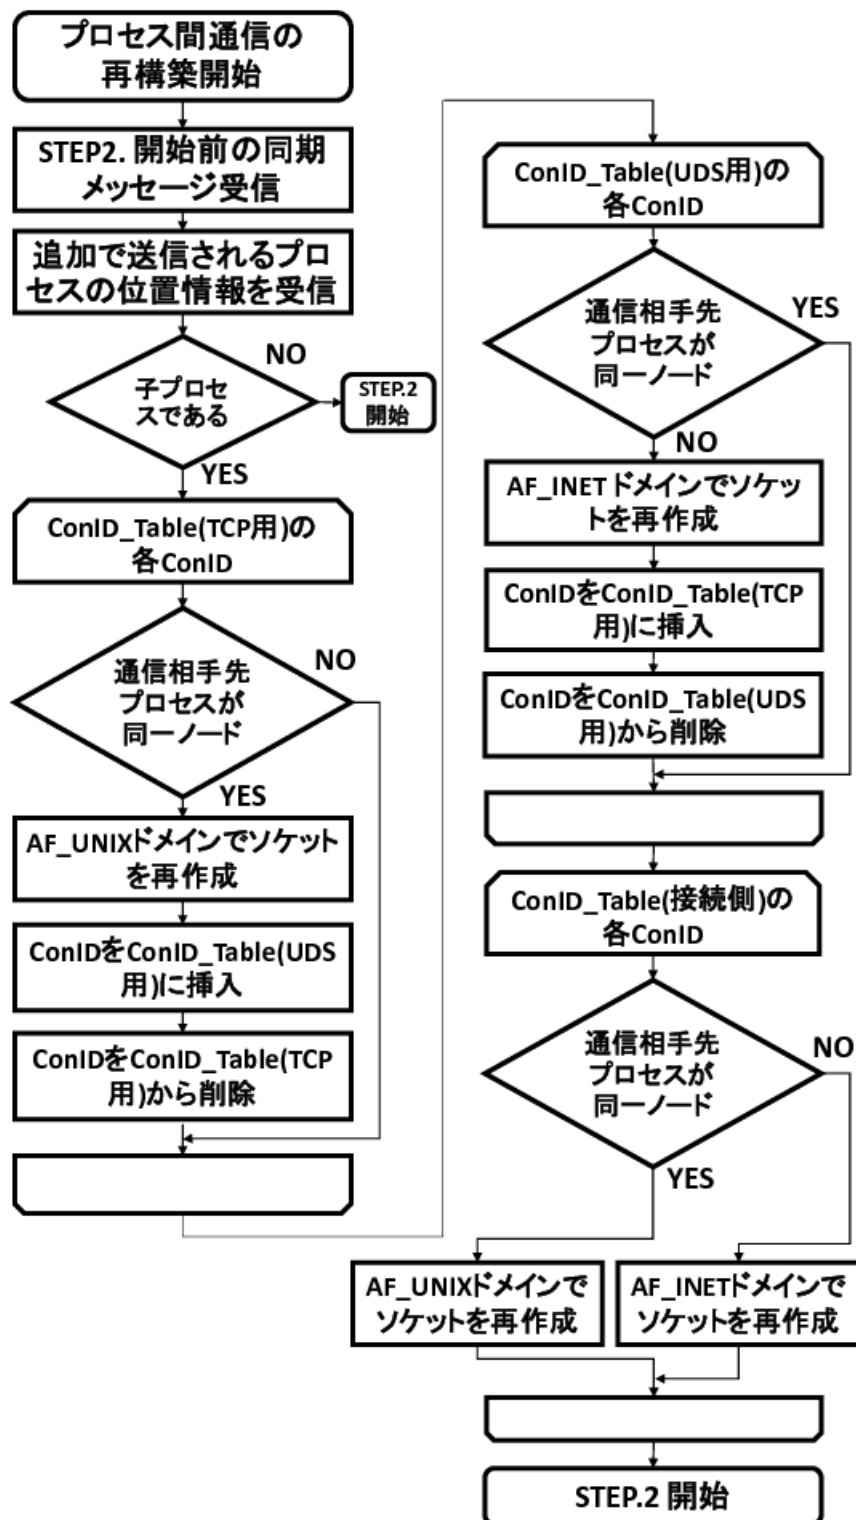 プロセス間通信の
再構築開始
STEP2. 開始前の同期
メッセージ受信
追加で送信されるプロ
セスの位置情報を受信
NO
子プロセ
スである
STEP.2
開始
YES
ConID_Table(TCP用)の
各ConID
NO
通信相手先
プロセスが
同一ノード
YES
AF_UNIXドメインでソケット
を再作成
ConIDをConID_Table(UDS
用)に挿入
ConIDをConID_Table(TCP
用)から削除
ConID_Table(UDS用)の
各ConID
YES
通信相手先
プロセスが
同一ノード
NO
AF_INETドメインでソケッ
トを再作成
ConIDをConID_Table(TCP
用)に挿入
ConIDをConID_Table(UDS
用)から削除
ConID_Table(接続側)の
各ConID
NO
通信相手先
プロセスが
同一ノード
YES
AF_UNIXドメインで
ソケットを再作成
AF_INETドメインで
ソケットを再作成
STEP.2 開始